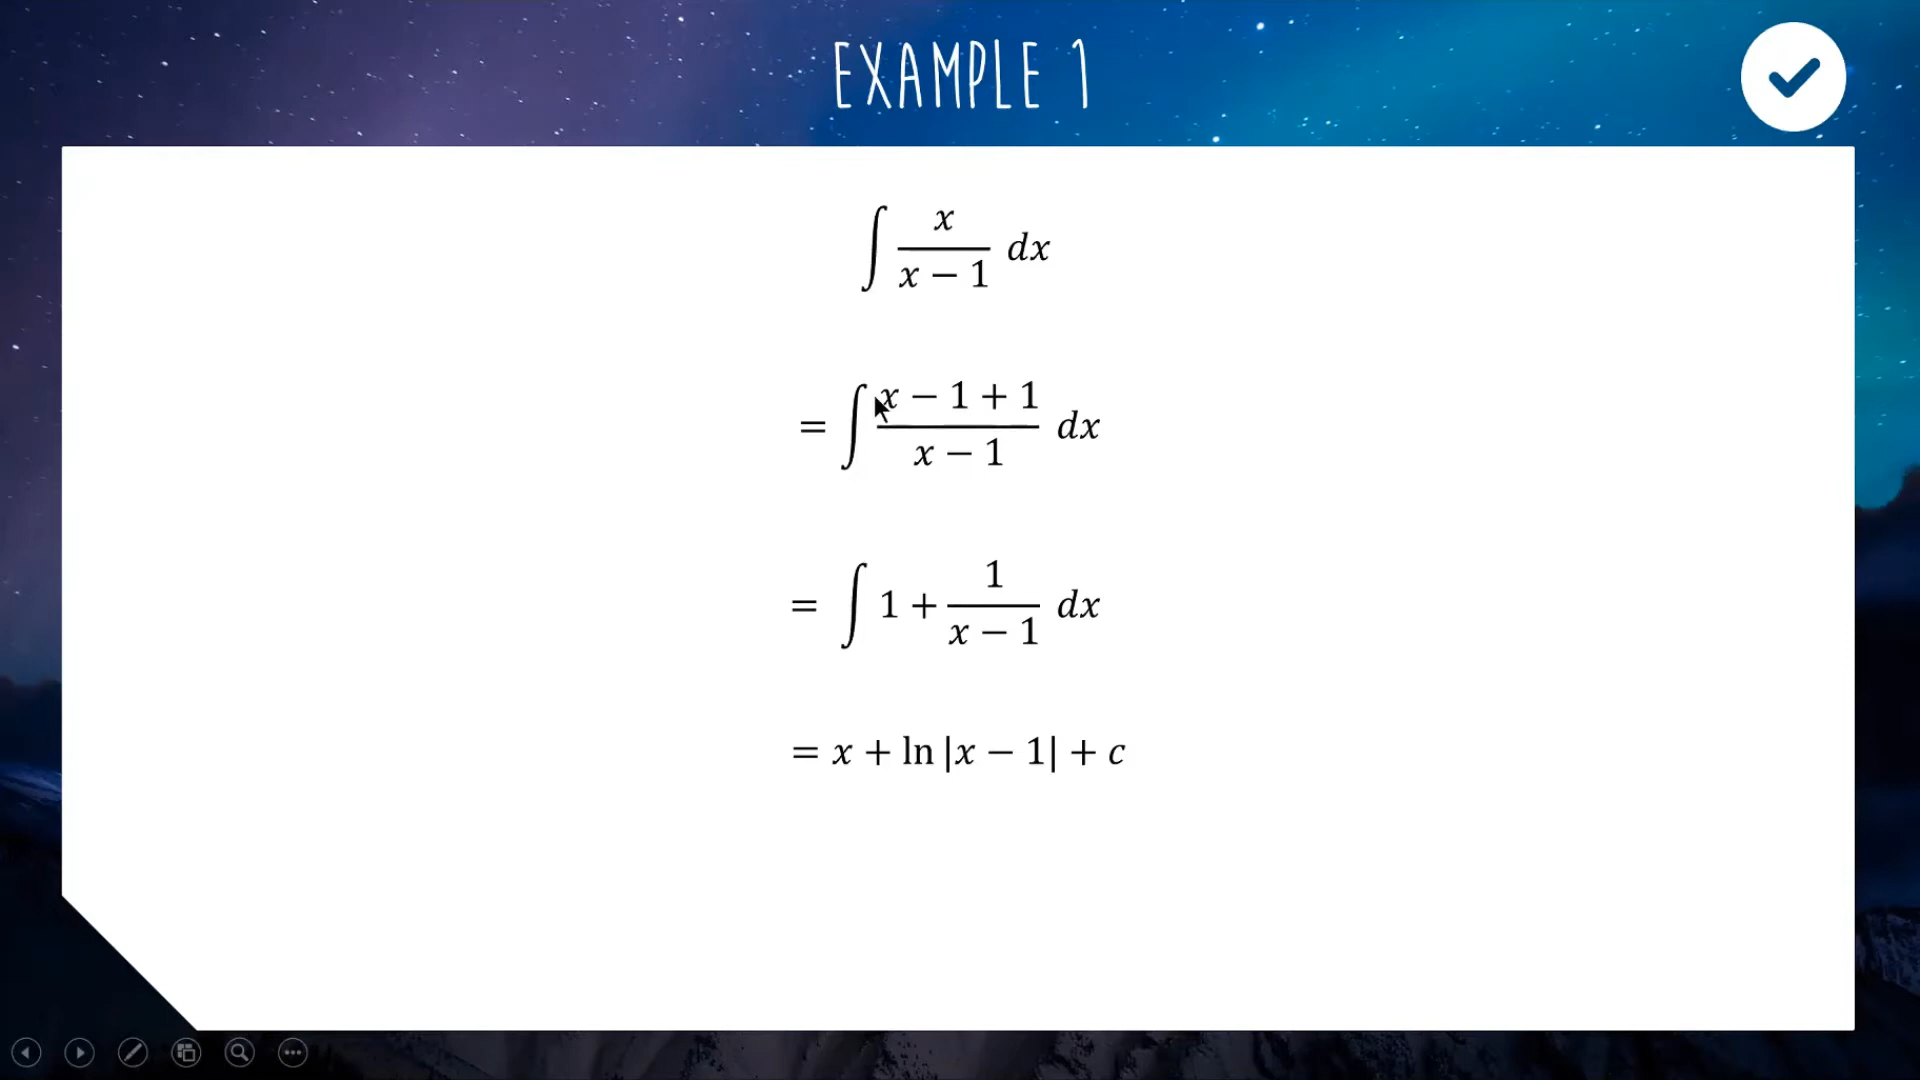 EXAMPLE 1
∫ x/(x − 1) dx
= ∫ (x − 1 + 1)/(x − 1) dx
= ∫ 1 + 1/(x − 1) dx
= x + ln |x − 1| + c